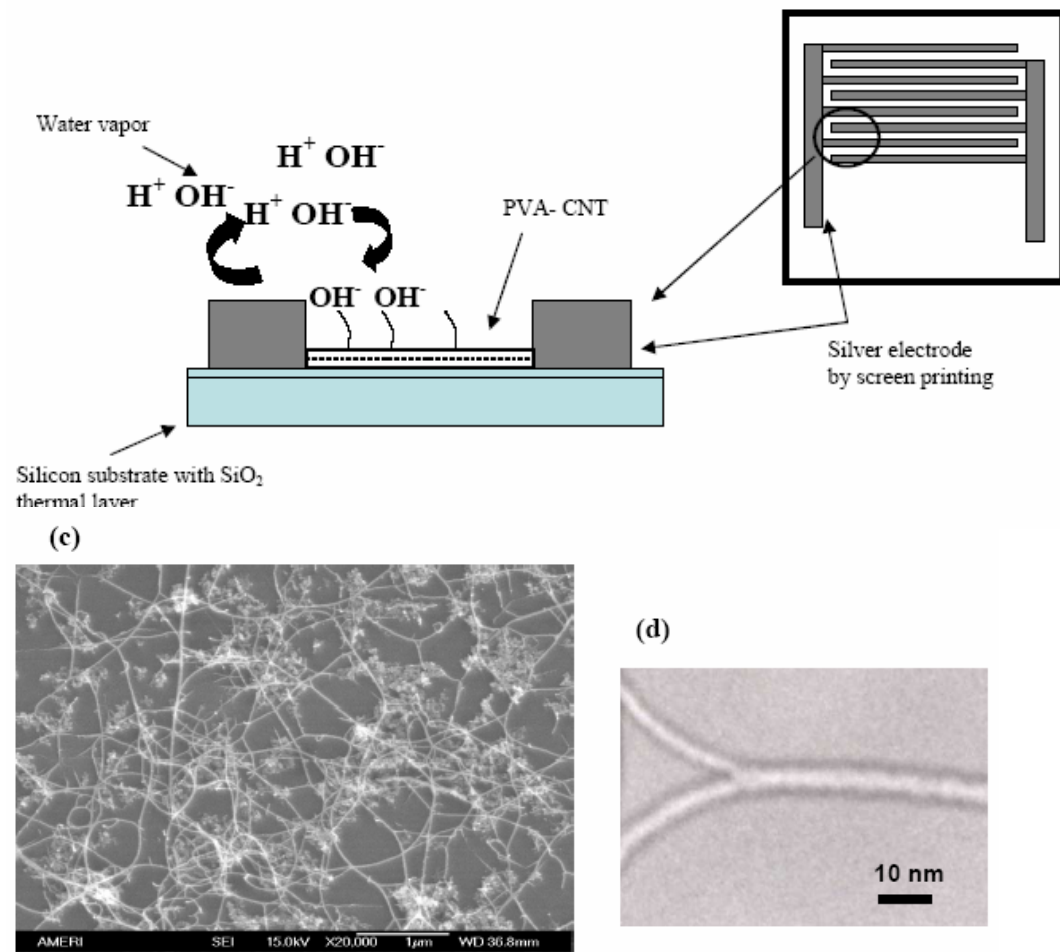 Water vapor
H⁺ OH⁻
H⁺ OH⁻
H⁺ OH⁻
PVA- CNT
OH⁻ OH⁻
Silver electrode
by screen printing
Silicon substrate with SiO₂
thermal layer
(c)
(d)
10 nm
AMERI SEI 15.0kV X20,000 1μm WD 36.8mm